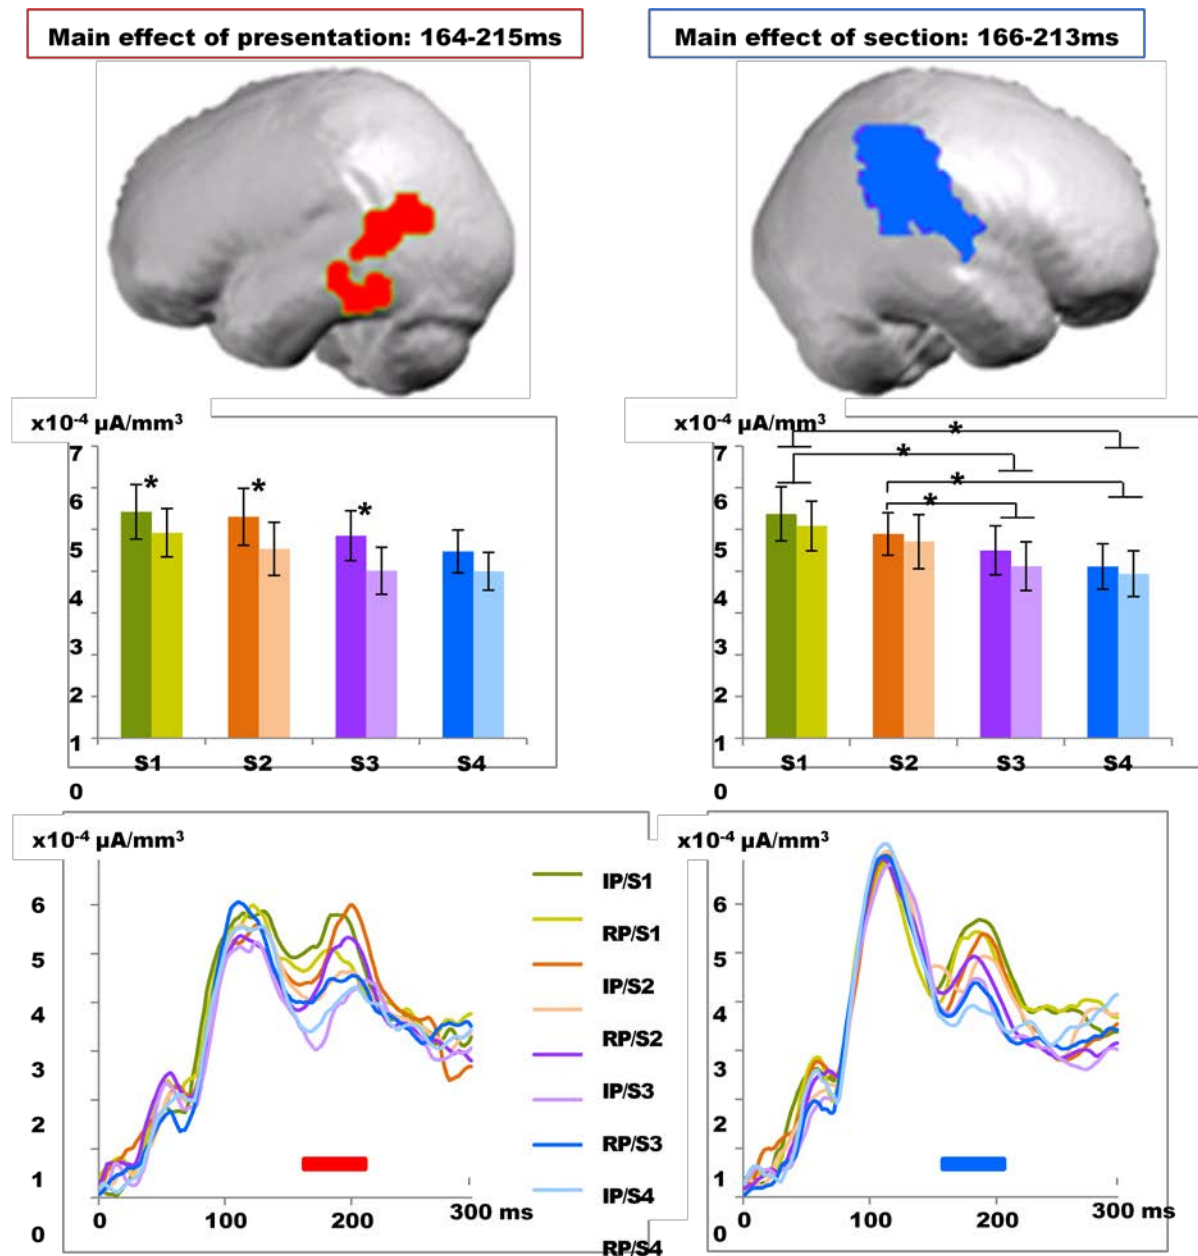 Main effect of presentation: 164-215ms
Main effect of section: 166-213ms
x10-4 µA/mm3
7
6
5
4
3
2
1
0
* * *
S1 S2 S3 S4
x10-4 µA/mm3
7
6
5
4
3
2
1
0
*
*
*
*
S1 S2 S3 S4
x10-4 µA/mm3
6
5
4
3
2
1
0
0 100 200 300 ms
IP/S1
RP/S1
IP/S2
RP/S2
IP/S3
RP/S3
IP/S4
RP/S4
x10-4 µA/mm3
6
5
4
3
2
1
0
0 100 200 300 ms